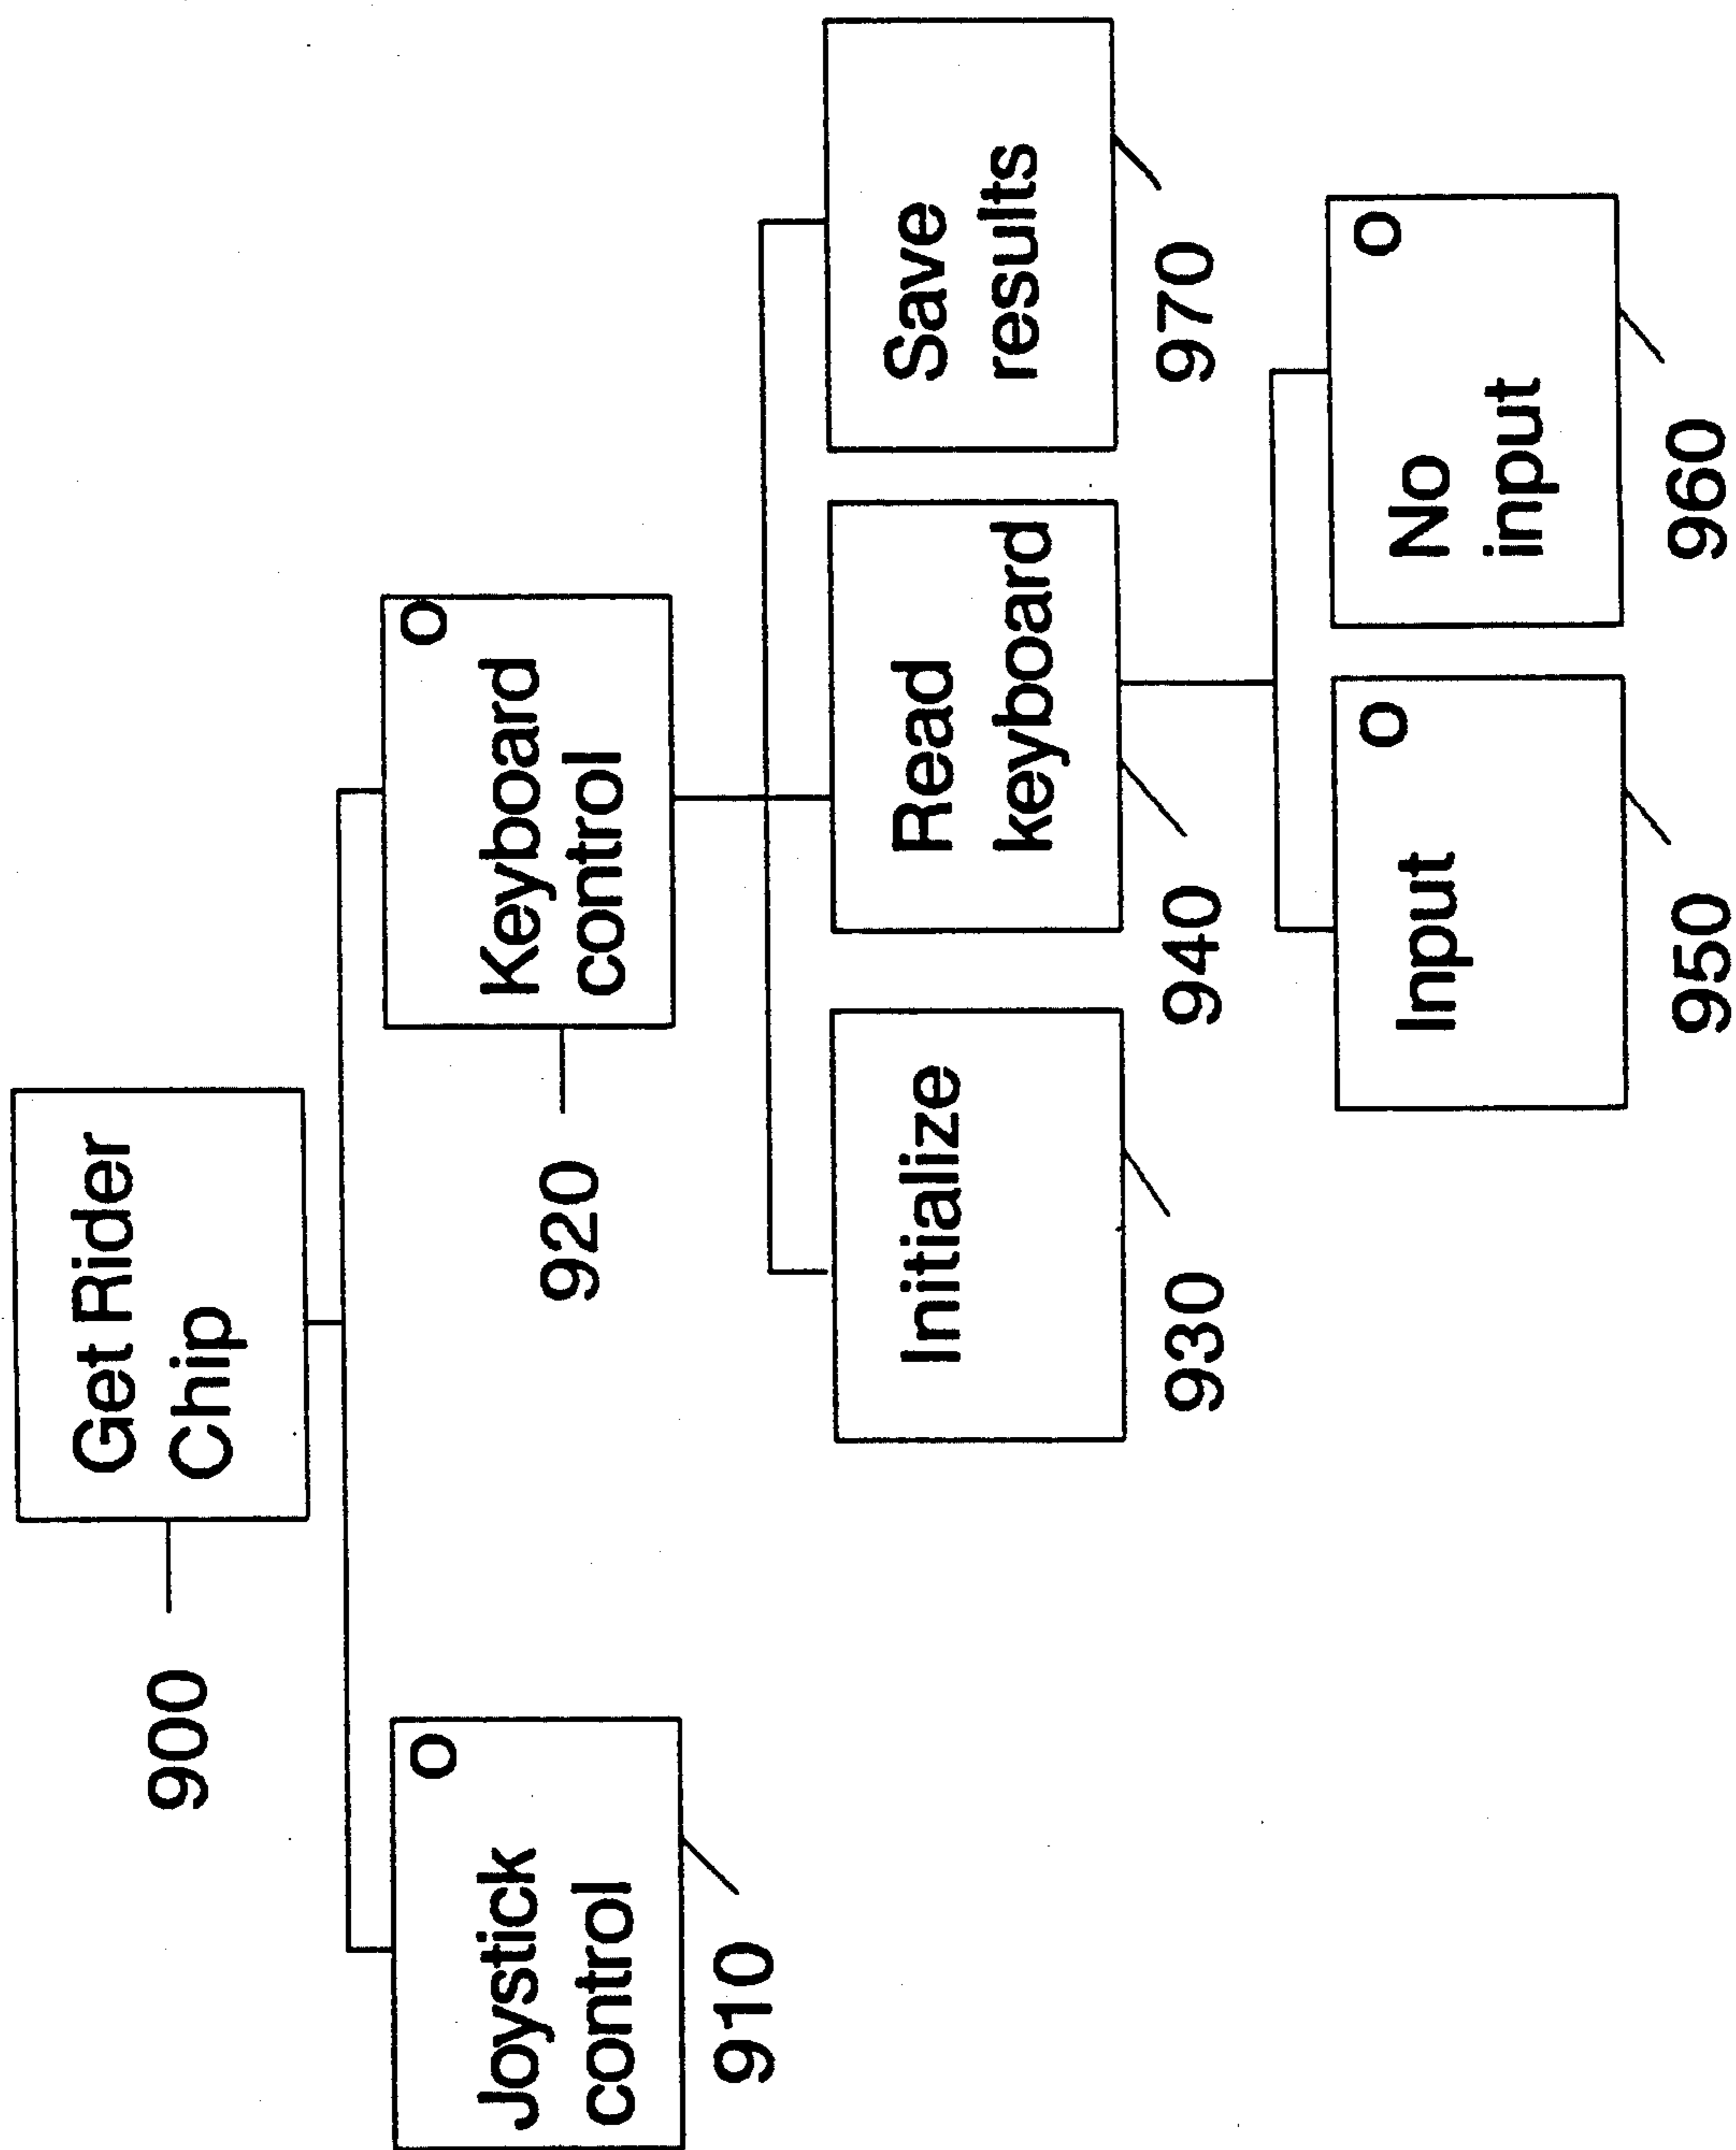 Get Rider
Chip
900
Joystick
control
O
910
Keyboard
control
O
920
Initialize
930
Read
keyboard
940
Save
results
970
Input
O
950
No
input
O
960